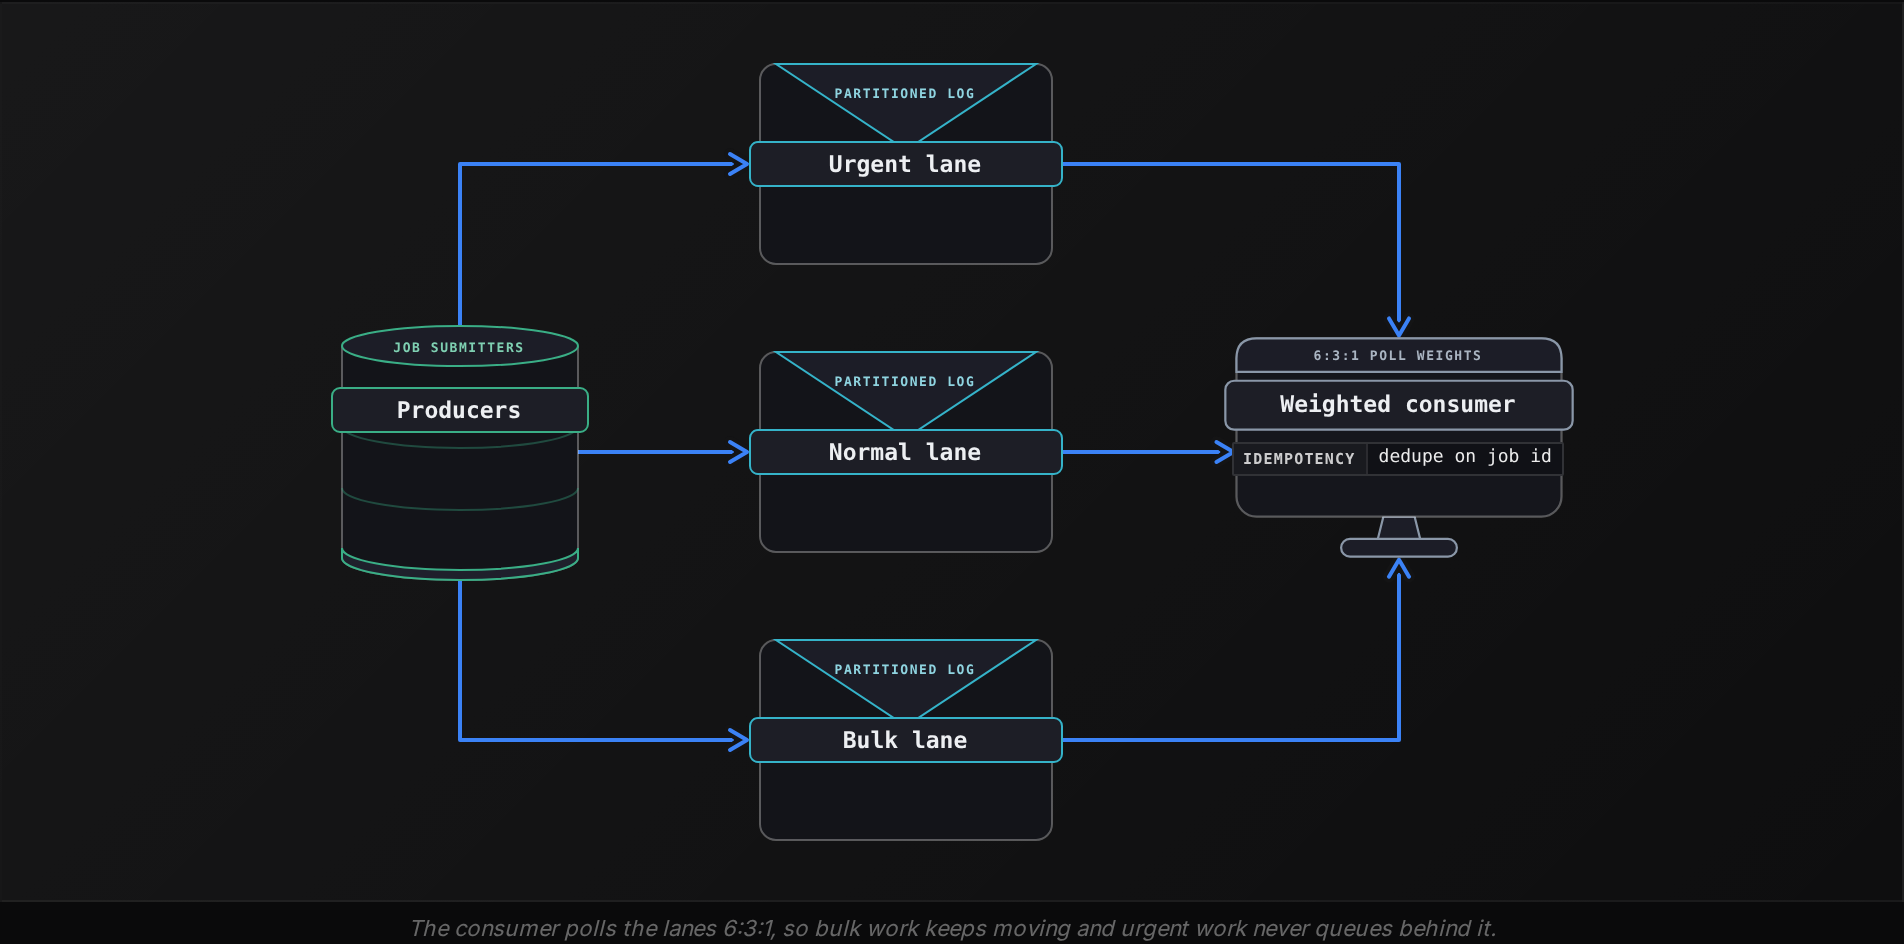 PARTITIONED LOG
Urgent lane
JOB SUBMITTERS
Producers
PARTITIONED LOG
Normal lane
6:3:1 POLL WEIGHTS
Weighted consumer
IDEMPOTENCY dedupe on job id
PARTITIONED LOG
Bulk lane
The consumer polls the lanes 6:3:1, so bulk work keeps moving and urgent work never queues behind it.